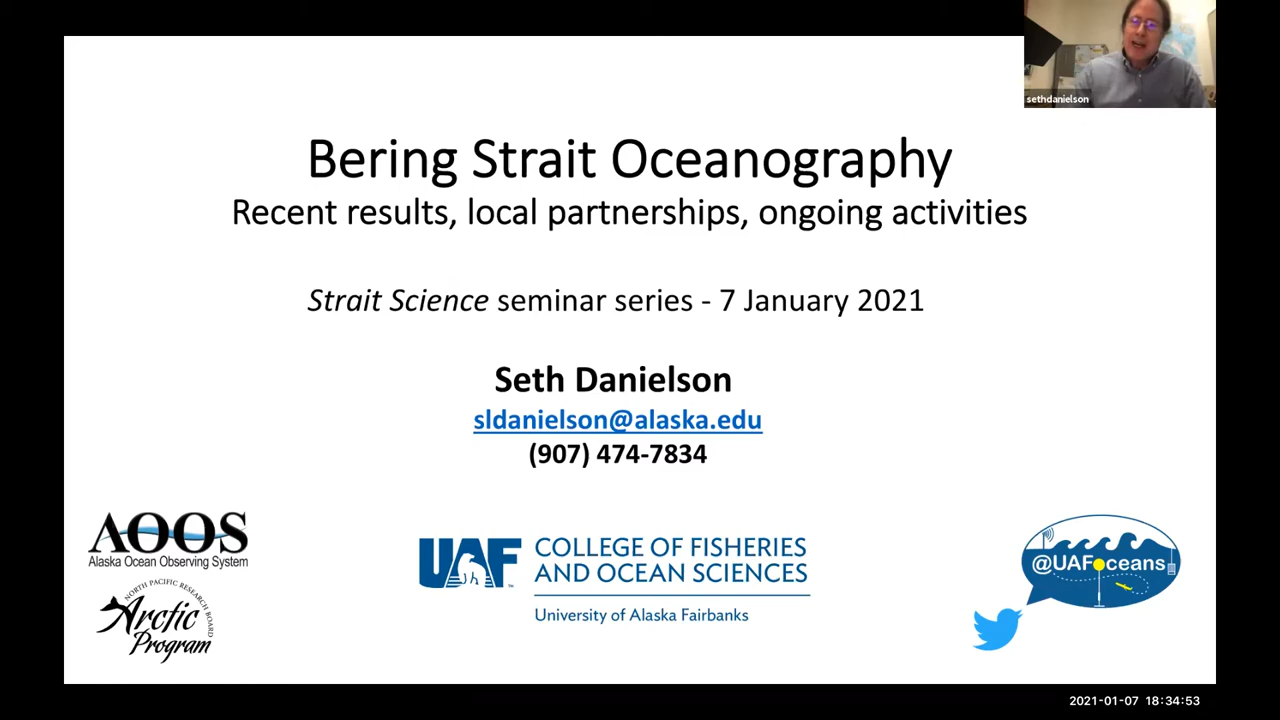 sethdanielson
Bering Strait Oceanography
Recent results, local partnerships, ongoing activities
Strait Science seminar series - 7 January 2021
Seth Danielson
sldanielson@alaska.edu
(907) 474-7834
AOOS
Alaska Ocean Observing System
NORTH PACIFIC RESEARCH BOARD
Arctic
Program
UAF
COLLEGE OF FISHERIES
AND OCEAN SCIENCES
University of Alaska Fairbanks
@UAFoceans
2021-01-07 18:34:53